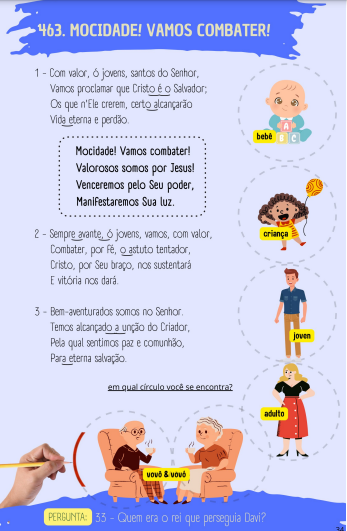 463. MOCIDADE! VAMOS COMBATER!
1 - Com valor, ó jovens, santos do Senhor,
Vamos proclamar que Cristo é o Salvador;
Os que n'Ele crerem, certo alcançarão
Vida eterna e perdão.
Mocidade! Vamos combater!
Valorosos somos por Jesus!
Venceremos pelo Seu poder,
Manifestaremos Sua luz.
2 - Sempre avante, ó jovens, vamos, com valor,
Combater, por fé, o astuto tentador,
Cristo, por Seu braço, nos sustentará
E vitória nos dará.
3 - Bem-aventurados somos no Senhor.
Temos alcançado a unção do Criador,
Pela qual sentimos paz e comunhão,
Para eterna salvação.
em qual círculo você se encontra?
bebê
A
B C
criança
joven
adulto
vovô & vovó
PERGUNTA: 33 - Quem era o rei que perseguia Davi?